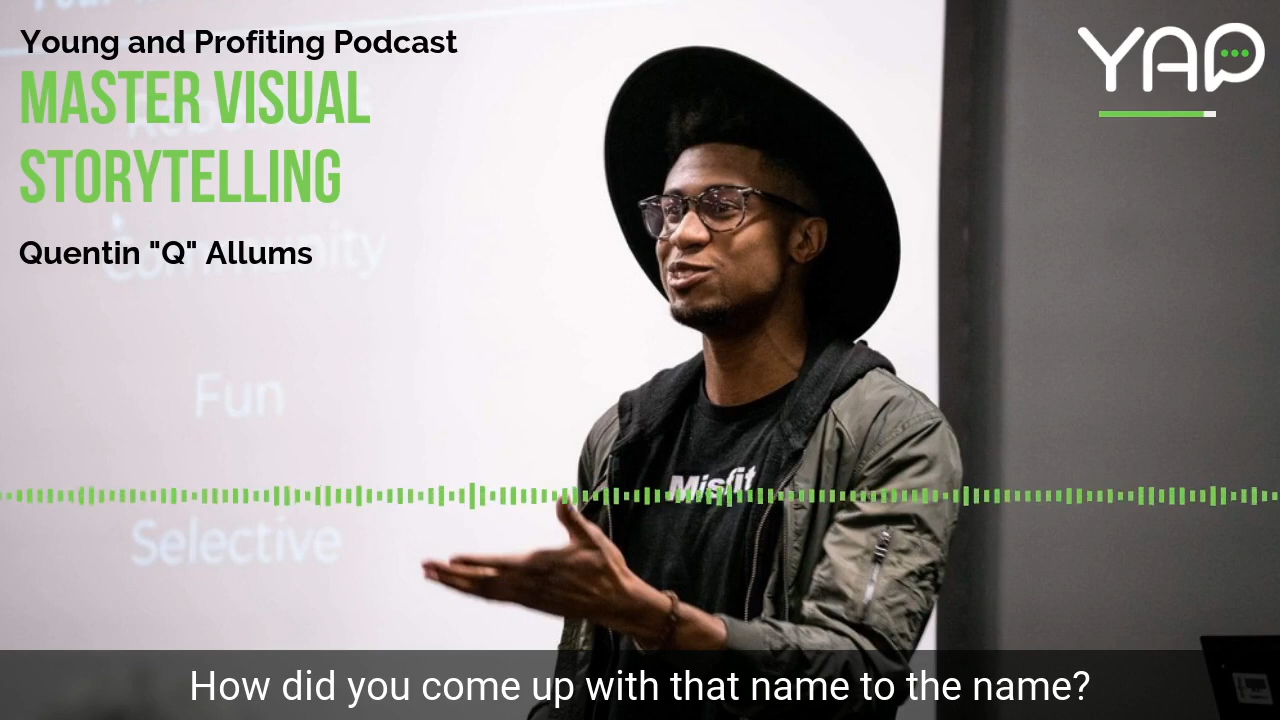 Young and Profiting Podcast
MASTER VISUAL
STORYTELLING
Quentin "Q" Allums
YAP
Community
Fun
Misfit
Selective
How did you come up with that name to the name?